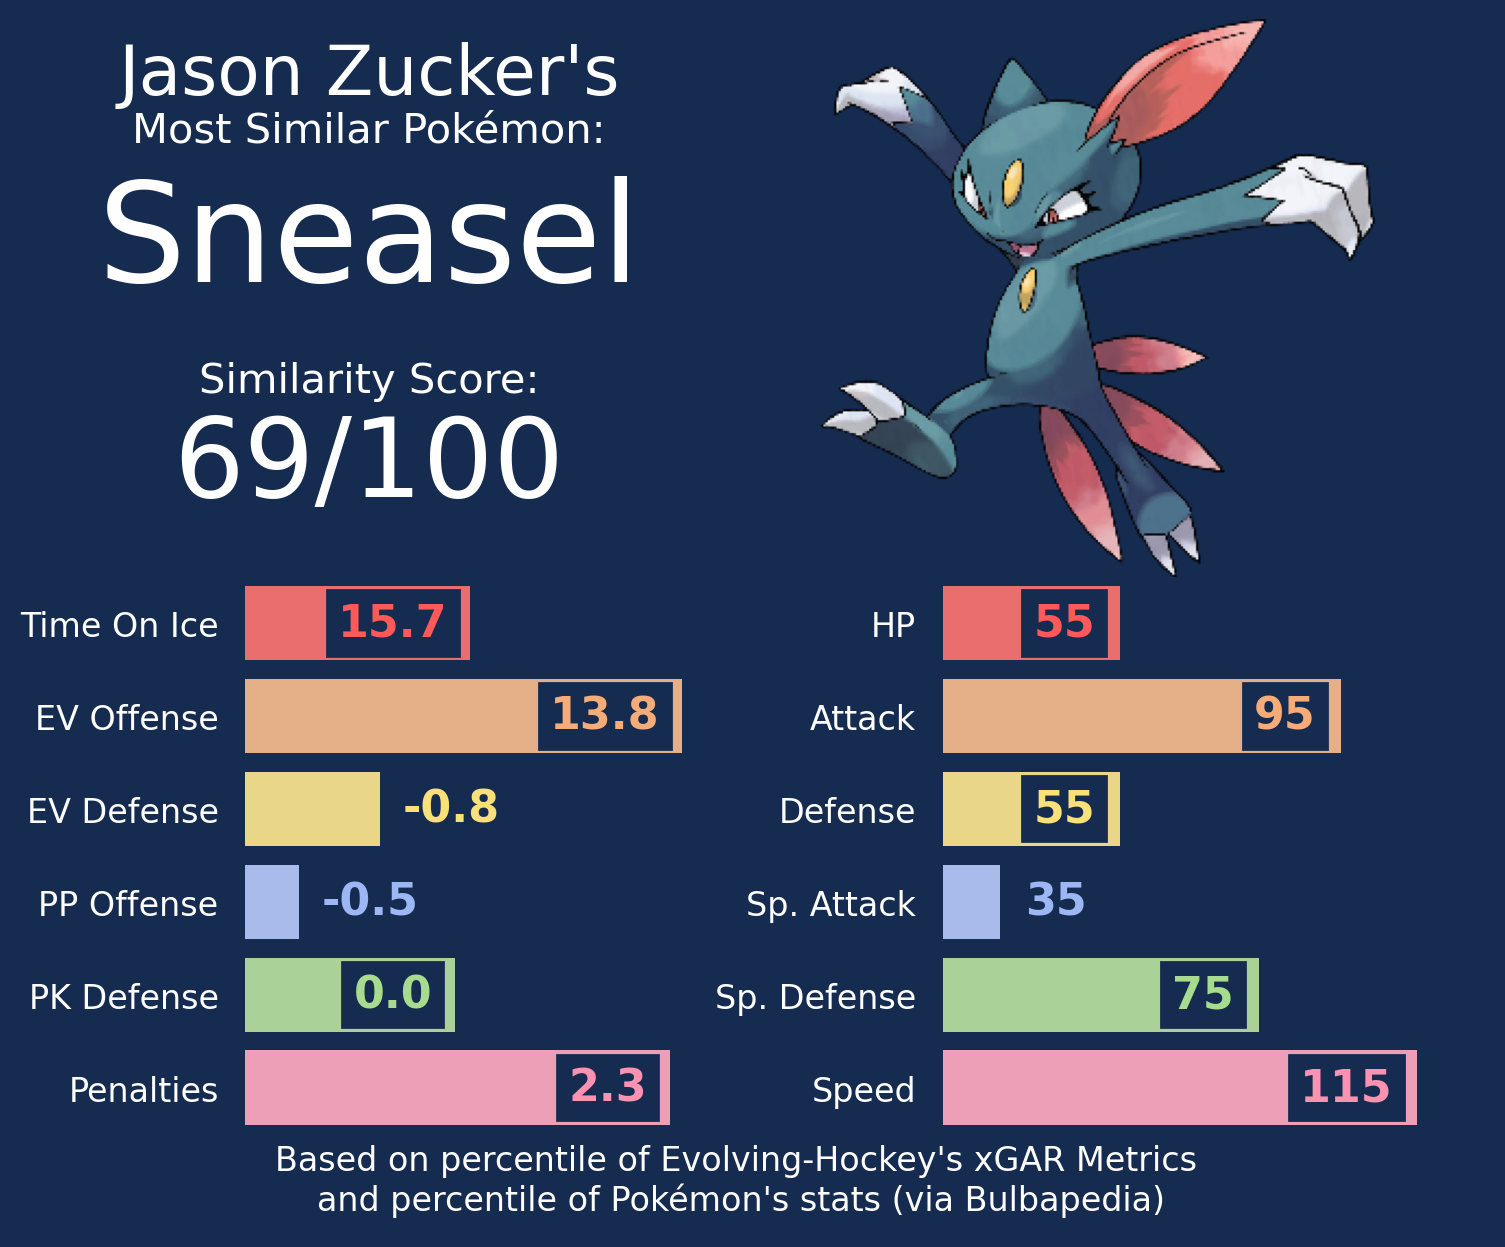 Jason Zucker's
Most Similar Pokémon:
Sneasel
Similarity Score:
69/100
Time On Ice 15.7
EV Offense 13.8
EV Defense -0.8
PP Offense -0.5
PK Defense 0.0
Penalties 2.3
HP 55
Attack 95
Defense 55
Sp. Attack 35
Sp. Defense 75
Speed 115
Based on percentile of Evolving-Hockey's xGAR Metrics
and percentile of Pokémon's stats (via Bulbapedia)